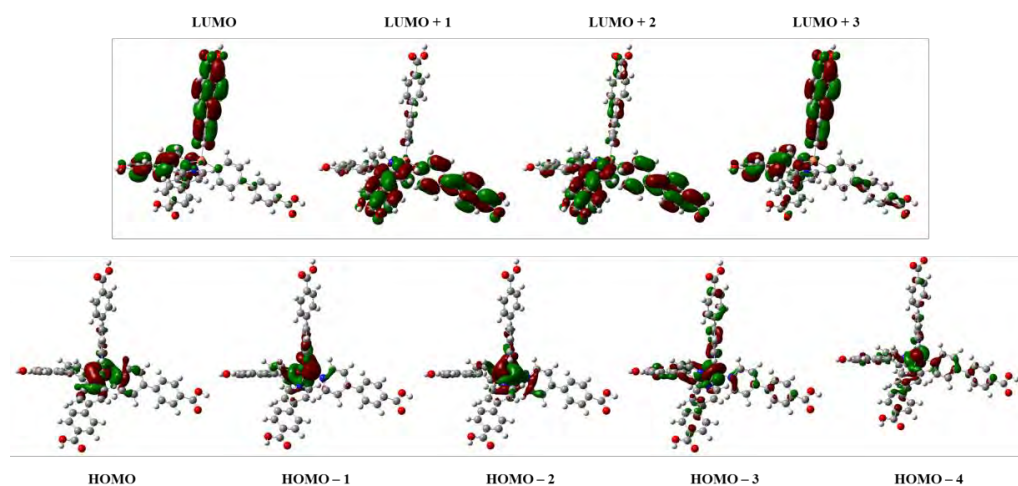 LUMO LUMO + 1 LUMO + 2 LUMO + 3
HOMO HOMO – 1 HOMO – 2 HOMO – 3 HOMO – 4